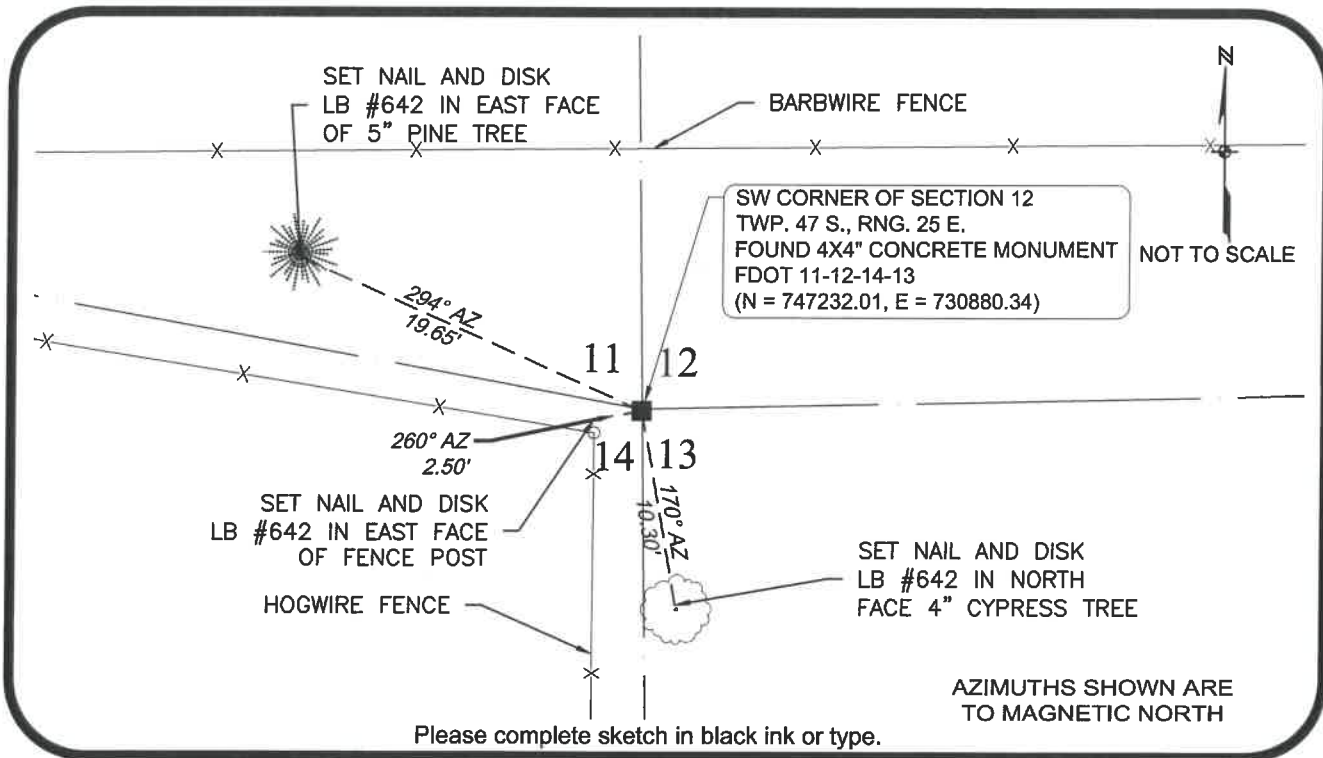 SET NAIL AND DISK
LB #642 IN EAST FACE
OF 5" PINE TREE
BARBWIRE FENCE
N
SW CORNER OF SECTION 12
TWP. 47 S., RNG. 25 E.
FOUND 4X4" CONCRETE MONUMENT
FDOT 11-12-14-13
(N = 747232.01, E = 730880.34)
NOT TO SCALE
294° AZ
19.65'
11
12
260° AZ
2.50'
14
13
170° AZ
10.30'
SET NAIL AND DISK
LB #642 IN EAST FACE
OF FENCE POST
HOGWIRE FENCE
SET NAIL AND DISK
LB #642 IN NORTH
FACE 4" CYPRESS TREE
AZIMUTHS SHOWN ARE
TO MAGNETIC NORTH
Please complete sketch in black ink or type.